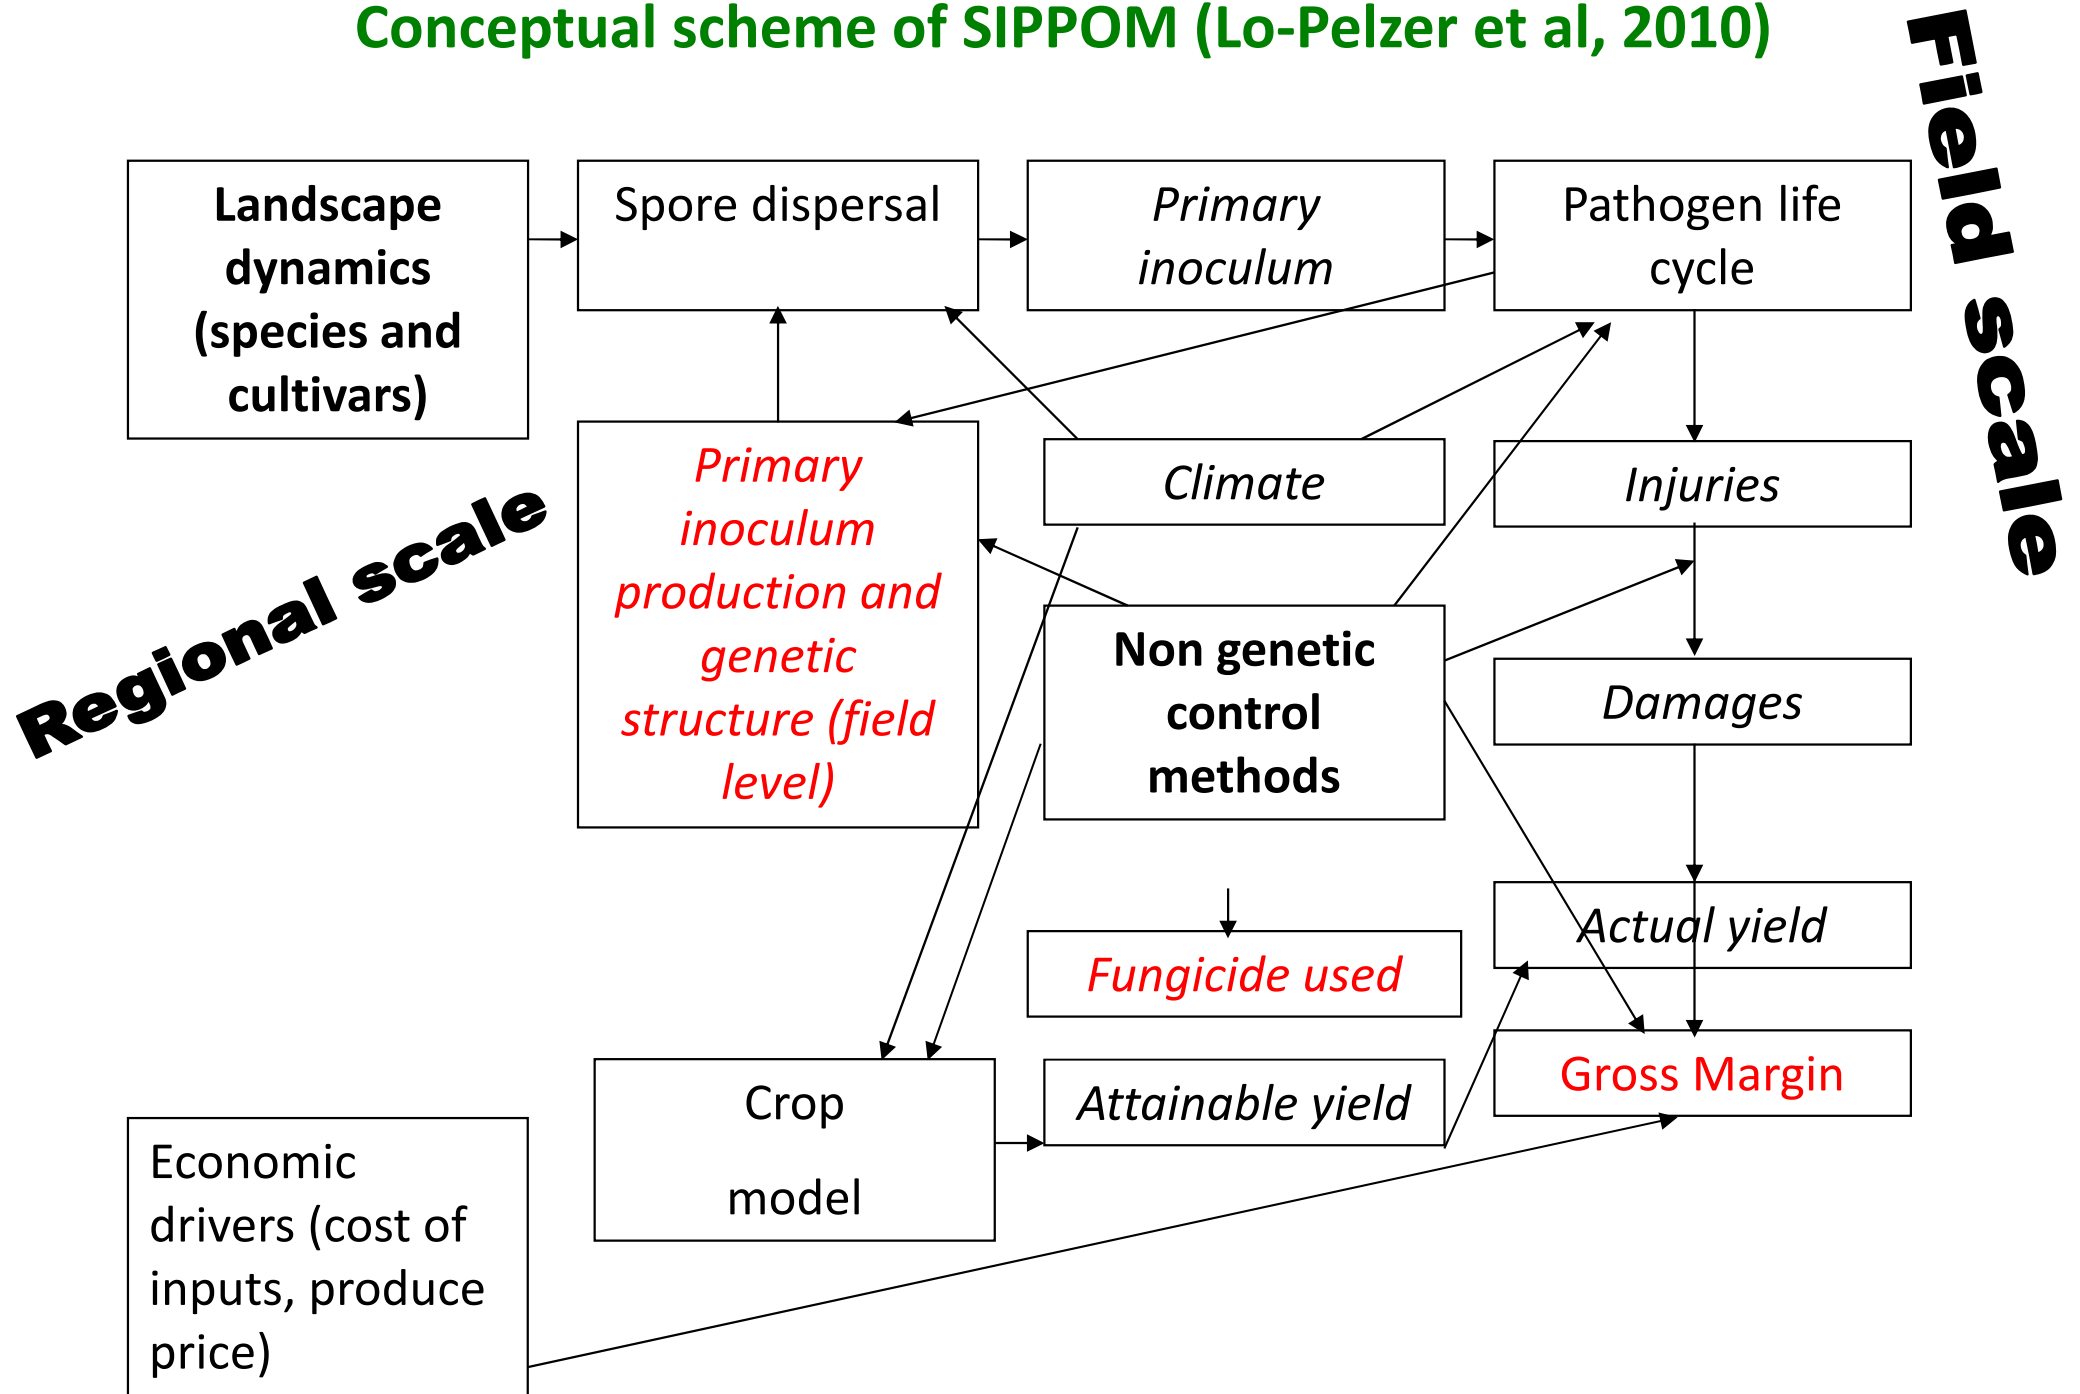 Conceptual scheme of SIPPOM (Lo-Pelzer et al, 2010)
Field scale
Landscape
dynamics
(species and
cultivars)
Spore dispersal
Primary
inoculum
Pathogen life
cycle
Regional scale
Primary
inoculum
production and
genetic
structure (field
level)
Climate
Injuries
Non genetic
control
methods
Damages
Fungicide used
Actual yield
Gross Margin
Crop
model
Attainable yield
Economic
drivers (cost of
inputs, produce
price)